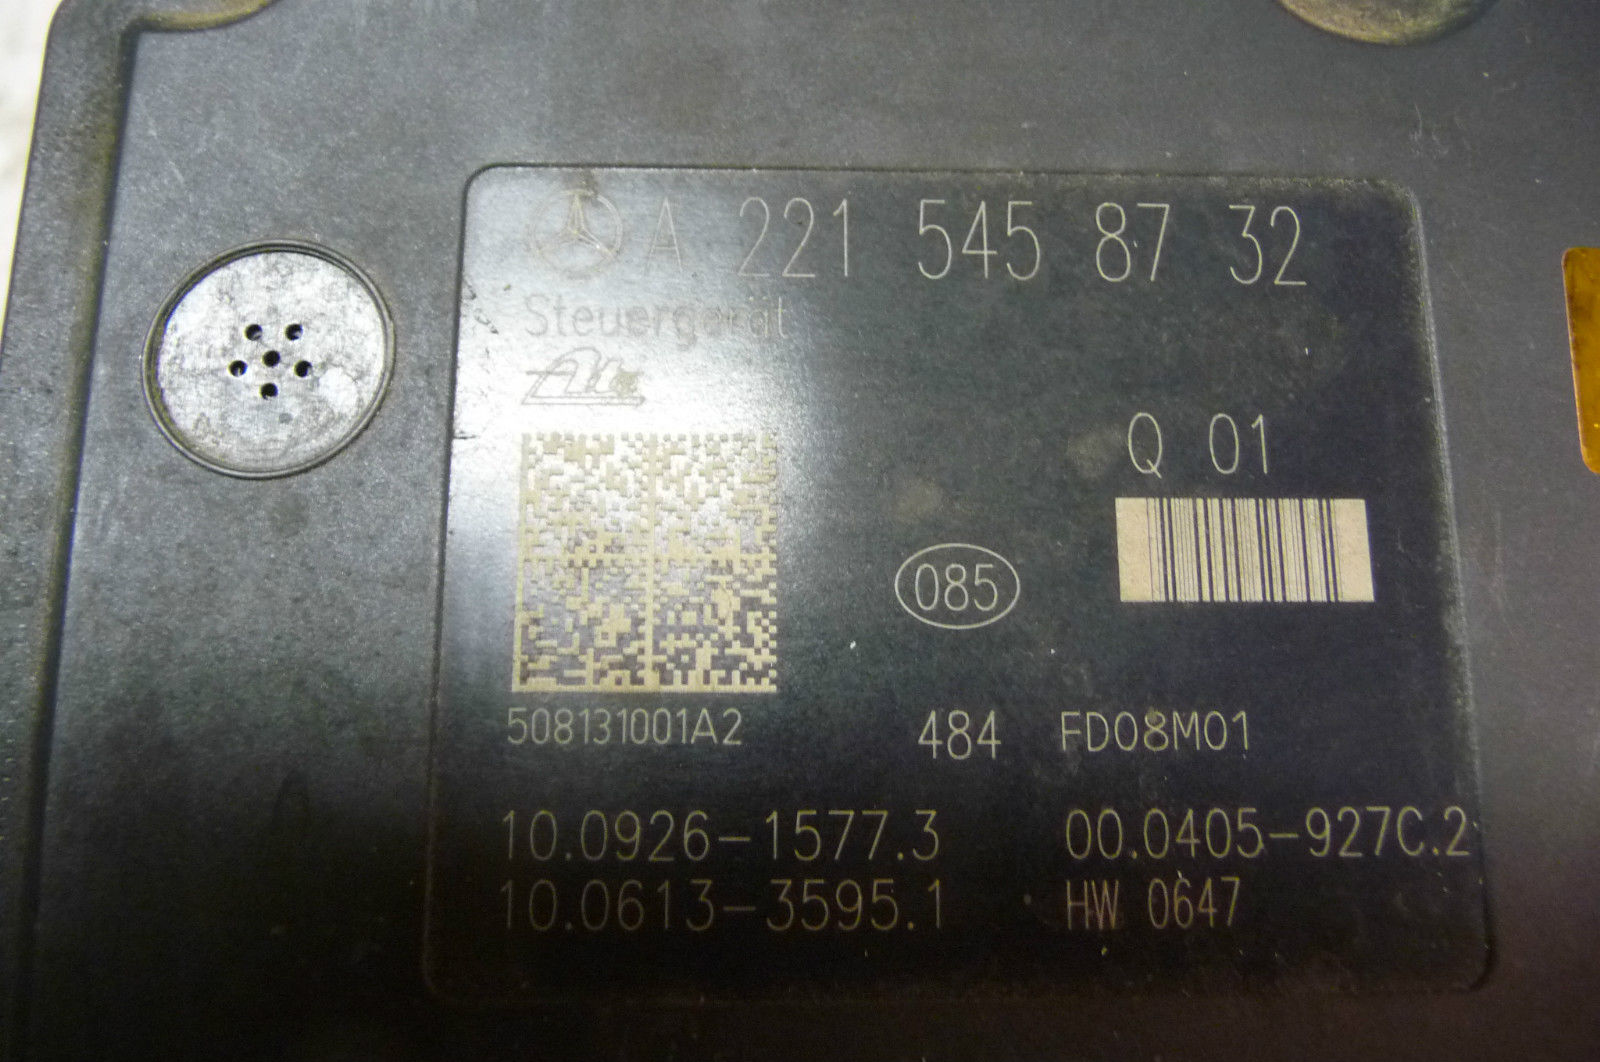 A 221 545 87 32
Steuergerät
Ate
Q 01
085
508131001A2 484 FD08M01
10.0926-1577.3 00.0405-927C.2
10.0613-3595.1 HW 0647